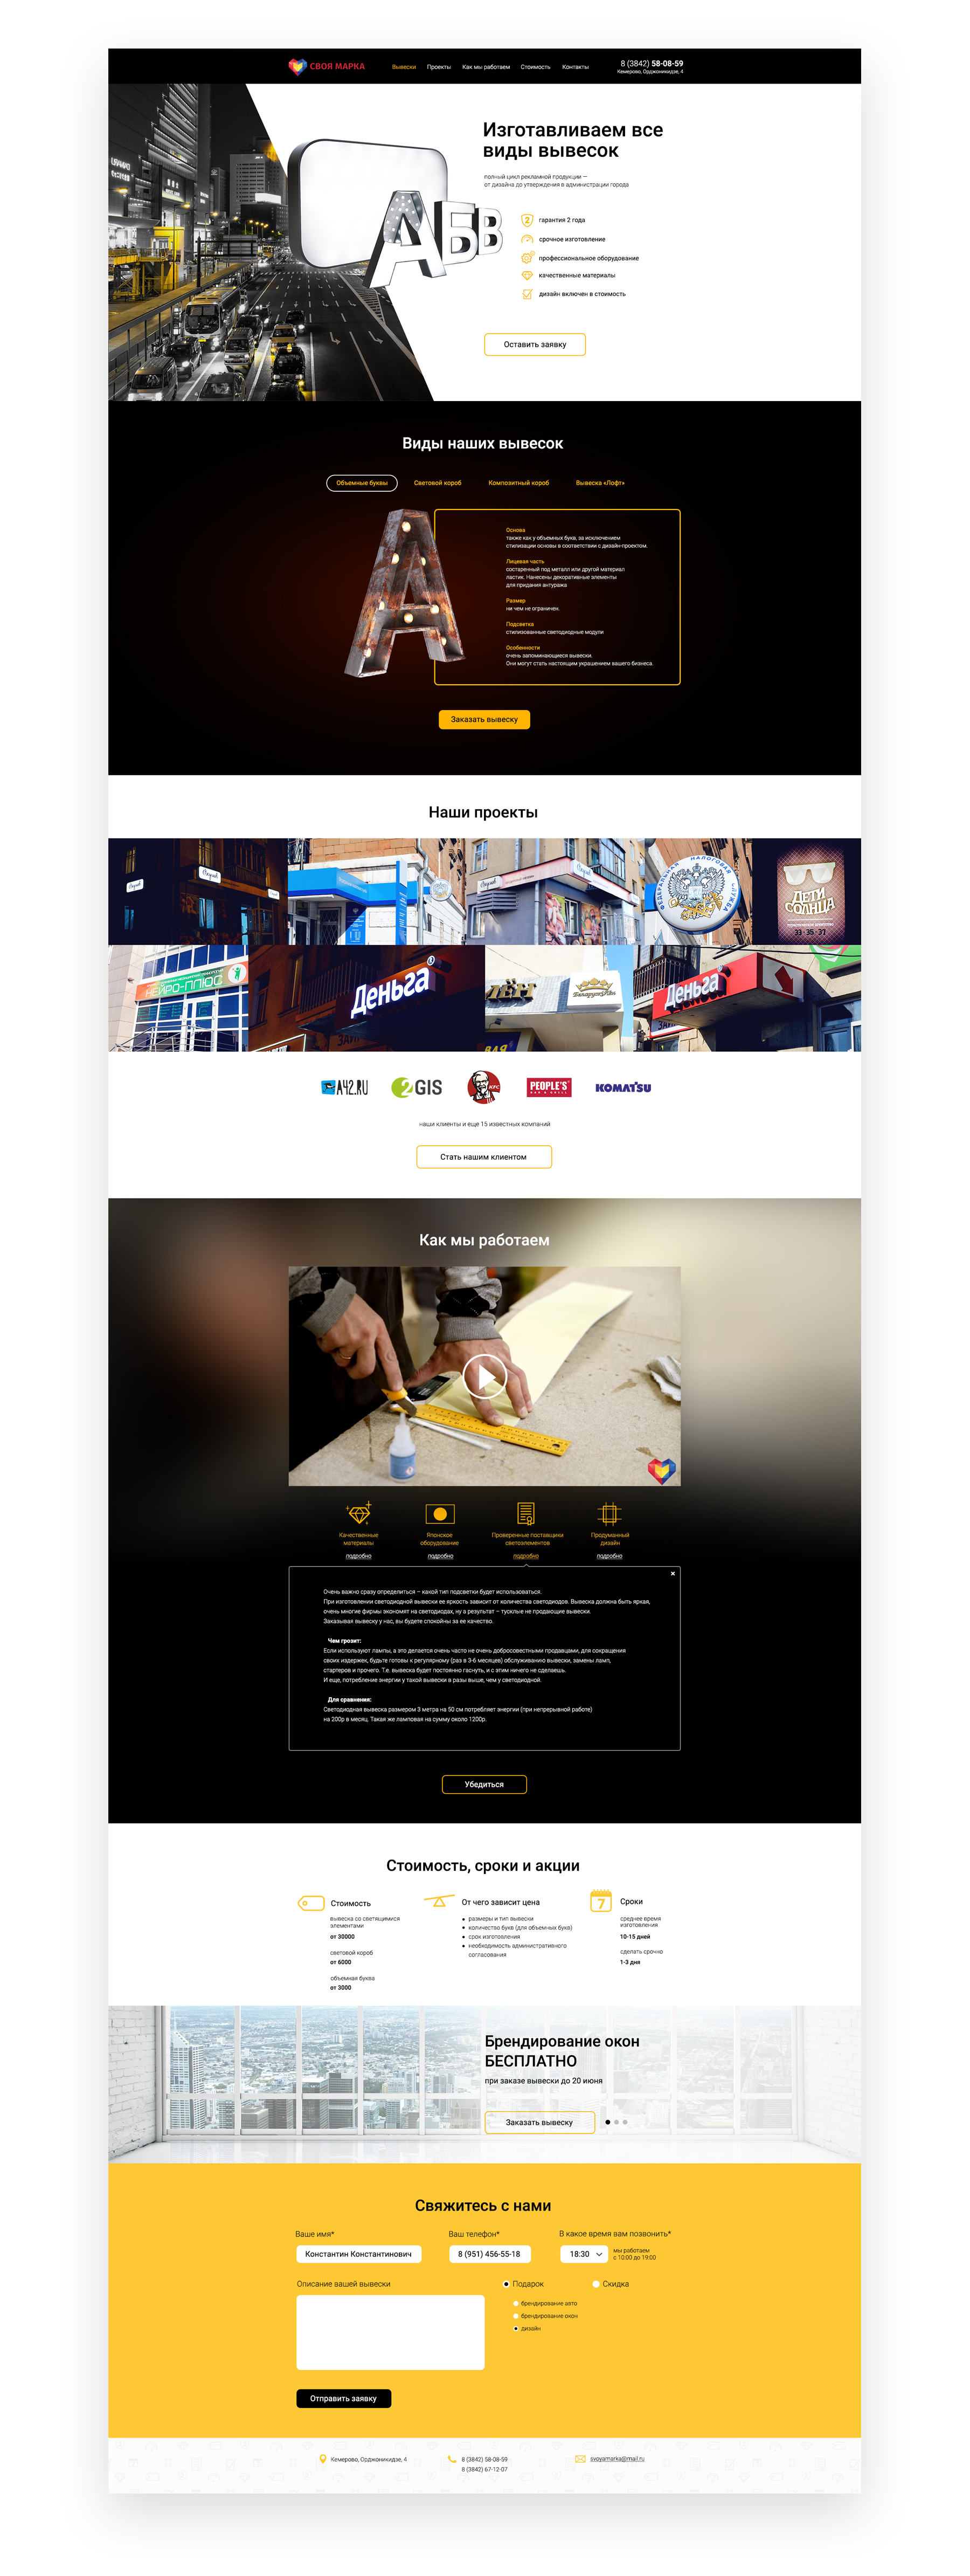 СВОЯ МАРКА
Вывески Проекты Как мы работаем Стоимость Контакты
8 (3842) 58-08-59
Кемерово, Орджоникидзе, 4
Изготавливаем все
виды вывесок
полный цикл рекламной продукции —
от дизайна до утверждения в администрации города
АБВ
2 гарантия 2 года
срочное изготовление
профессиональное оборудование
качественные материалы
дизайн включен в стоимость
Оставить заявку
Виды наших вывесок
Объемные буквы Световой короб Композитный короб Вывеска «Лофт»
А
Основа
также как у объемных букв, за исключением
стилизации основы в соответствии с дизайн-проектом.
Лицевая часть
состаренный под металл или другой материал
пластик. Нанесены декоративные элементы
для придания антуража
Размер
ни чем не ограничен.
Подсветка
стилизованные светодиодные модули
Особенности
очень запоминающиеся вывески.
Они могут стать настоящим украшением вашего бизнеса.
Заказать вывеску
Наши проекты
ФЕДЕРАЛЬНАЯ НАЛОГОВАЯ СЛУЖБА
ДЕТИ
СОЛНЦА
33-35-31
НЕЙРО-ПЛЮС
Деньга
ЛЁН
БеларусьЛён
Деньга
A42.RU
2GIS
KFC
PEOPLE'S
BAR & GRILL
KOMATSU
наши клиенты и еще 15 известных компаний
Стать нашим клиентом
Как мы работаем
Качественные
материалы
подробно
Японское
оборудование
подробно
Проверенные поставщики
светоэлементов
подробно
Продуманный
дизайн
подробно
Очень важно сразу определиться – какой тип подсветки будет использоваться.
При изготовлении светодиодной вывески ее яркость зависит от количества светодиодов. Вывеска должна быть яркая,
очень многие фирмы экономят на светодиодах, ну а результат – тусклые не продающие вывески.
Заказывая вывеску у нас, вы будете спокойны за ее качество.
Чем грозит:
Если используют лампы, а это делается очень часто не очень добросовестными продавцами, для сокращения
своих издержек, будьте готовы к регулярному (раз в 3-6 месяцев) обслуживанию вывески, замены ламп,
стартеров и прочего. Т.е. вывеска будет постоянно гаснуть, и с этим ничего не сделаешь.
И еще, потребление энергии у такой вывески в разы выше, чем у светодиодной.
Для сравнения:
Светодиодная вывеска размером 3 метра на 50 см потребляет энергии (при непрерывной работе)
на 200р в месяц. Такая же ламповая на сумму около 1200р.
Убедиться
Стоимость, сроки и акции
Стоимость
вывеска со светящимися
элементами
от 30000
световой короб
от 6000
объемная буква
от 3000
От чего зависит цена
размеры и тип вывески
количество букв (для объемных букв)
срок изготовления
необходимость административного
согласования
7
Сроки
среднее время
изготовления
10-15 дней
сделать срочно
1-3 дня
Брендирование окон
БЕСПЛАТНО
при заказе вывески до 20 июня
Заказать вывеску
Свяжитесь с нами
Ваше имя*
Константин Константинович
Ваш телефон*
8 (951) 456-55-18
В какое время вам позвонить*
18:30
мы работаем
с 10:00 до 19:00
Описание вашей вывески
Подарок Скидка
брендирование авто
брендирование окон
дизайн
Отправить заявку
Кемерово, Орджоникидзе, 4
8 (3842) 58-08-59
8 (3842) 67-12-07
svoyamarka@mail.ru